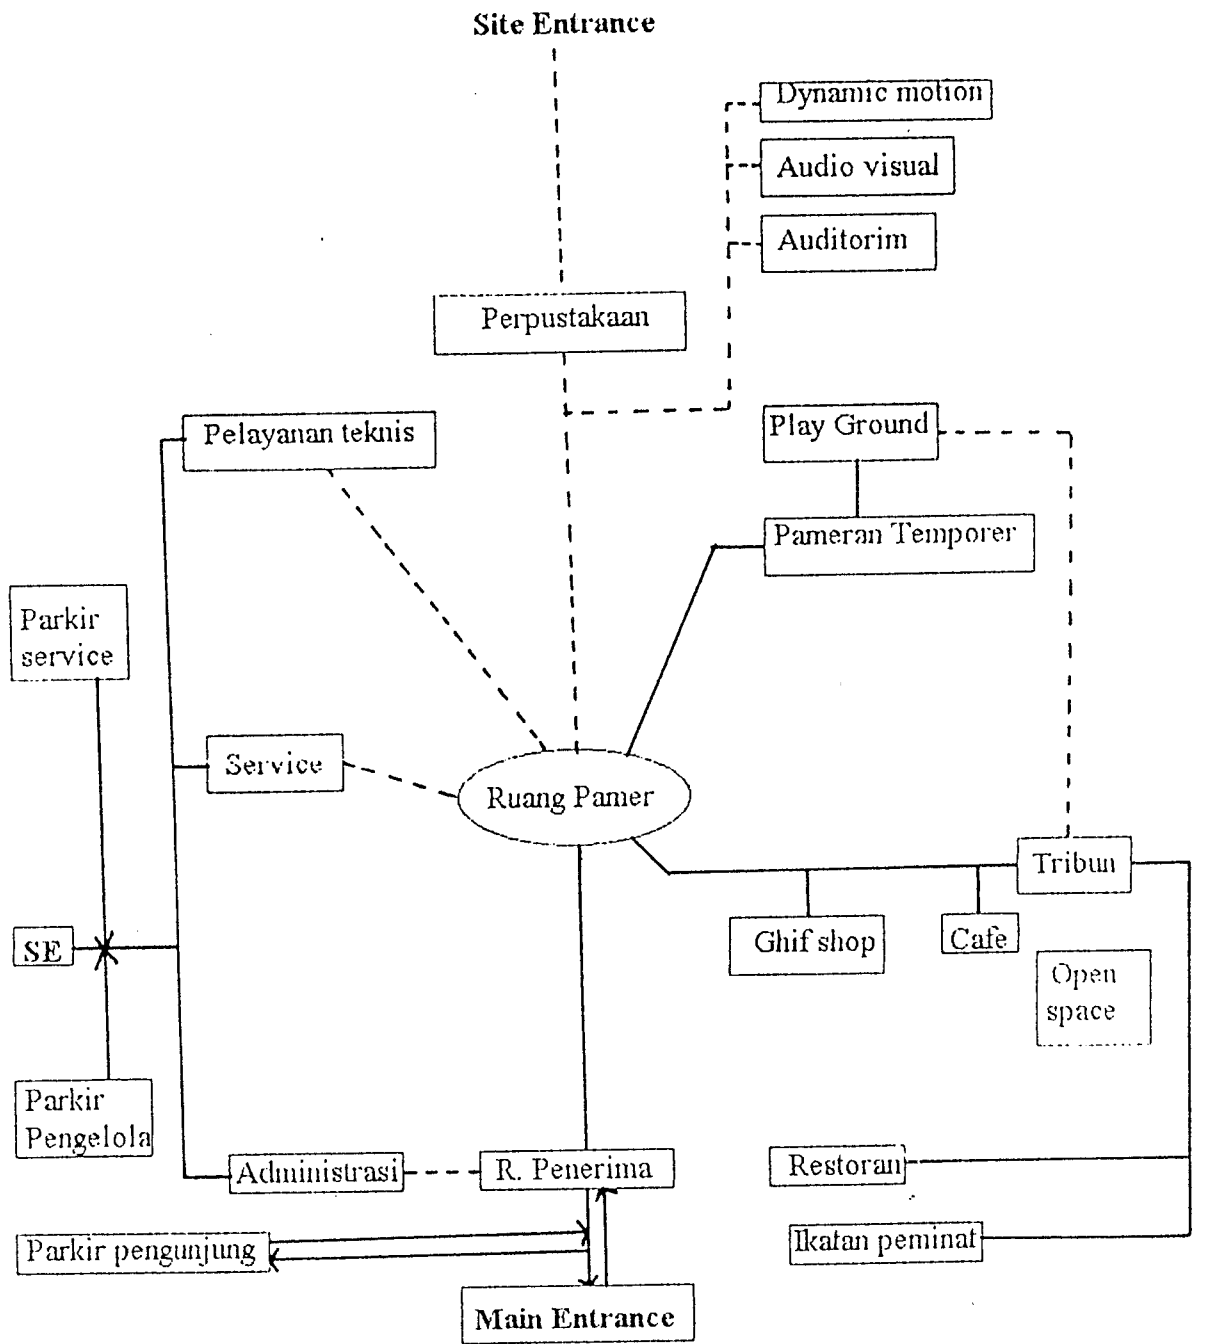 Site Entrance
Dynamic motion
Audio visual
Auditorim
Perpustakaan
Pelayanan teknis
Play Ground
Pameran Temporer
Parkir
service
Service
Ruang Pamer
Tribun
Ghif shop
Cafe
SE
Open
space
Parkir
Pengelola
Administrasi
R. Penerima
Restoran
Parkir pengunjung
Ikatan peminat
Main Entrance